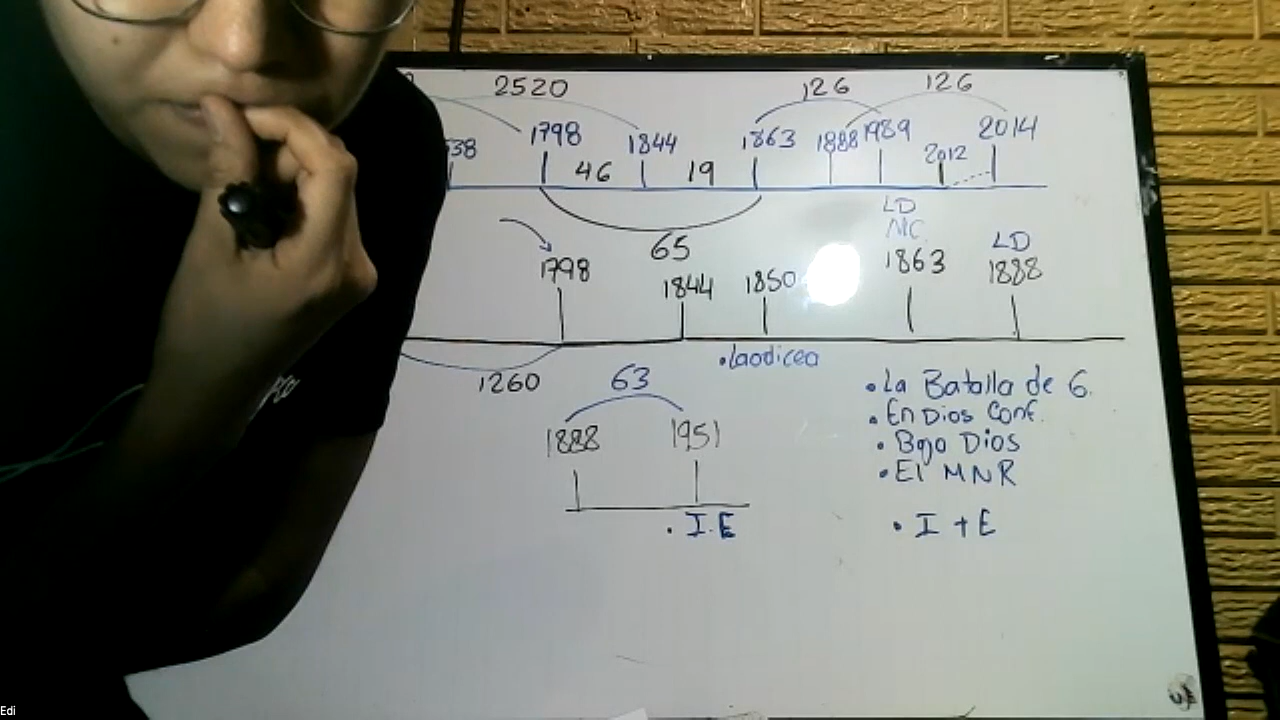 2520 126 126
538 1798 1844 1863 1888 1989 2012 2014
46 19
65
LD
MC
1798 1844 1850 1863
LD
1888
1260
•Laodicea
63
1888 1951
• I.E
•La Batalla de G.
•En Dios Conf.
•Bajo Dios
•El MNR
• I + E
Edi